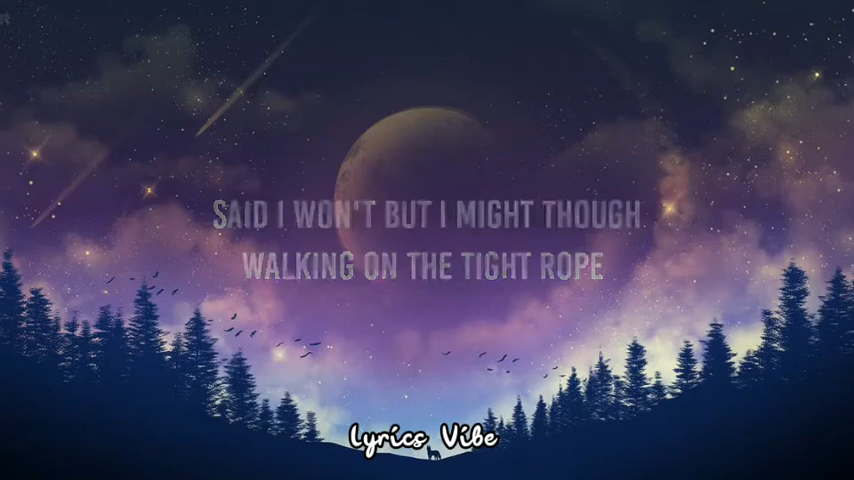 SAID I WON'T BUT I MIGHT THOUGH
WALKING ON THE TIGHT ROPE
Lyrics Vibe